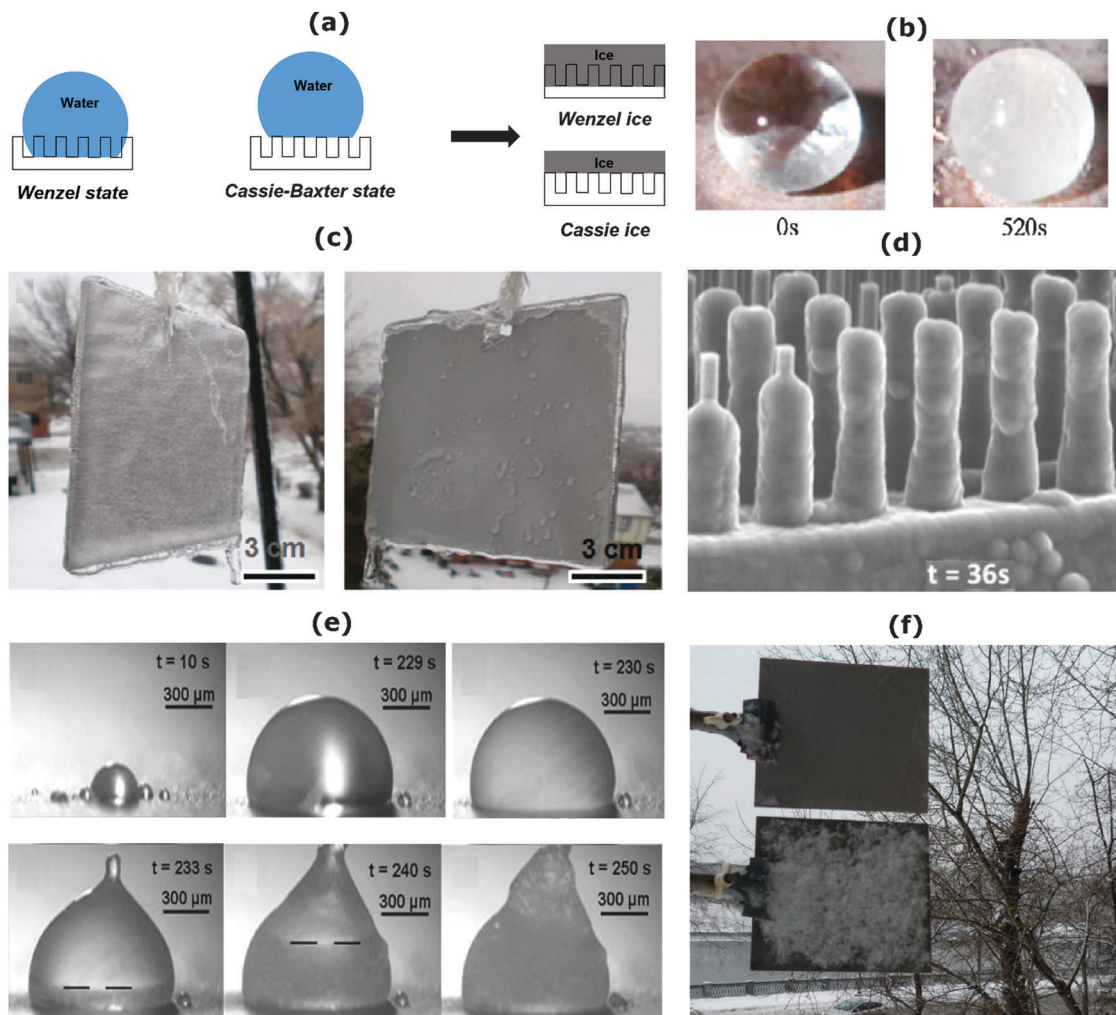 (a)
Water
Wenzel state
Water
Cassie-Baxter state
Ice
Wenzel ice
Ice
Cassie ice
(b)
0s
520s
(c)
3 cm
3 cm
(d)
t = 36s
(e)
t = 10 s
300 µm
t = 229 s
300 µm
t = 230 s
300 µm
t = 233 s
300 µm
t = 240 s
300 µm
t = 250 s
300 µm
(f)